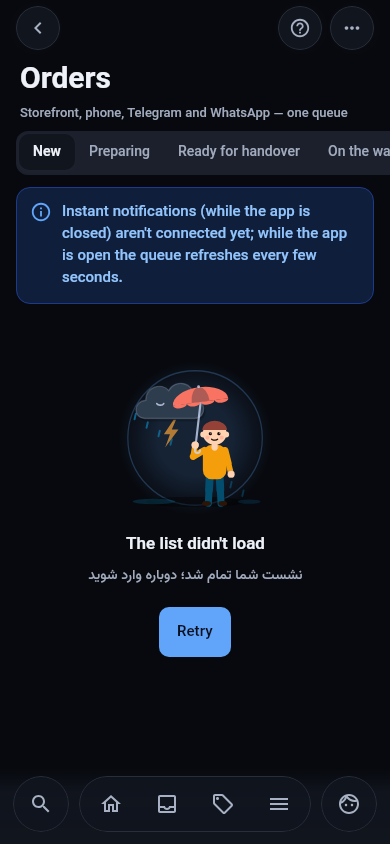 Orders
Storefront, phone, Telegram and WhatsApp — one queue
New Preparing Ready for handover On the wa
Instant notifications (while the app is
closed) aren't connected yet; while the app
is open the queue refreshes every few
seconds.
The list didn't load
نشست شما تمام شد؛ دوباره وارد شوید
Retry